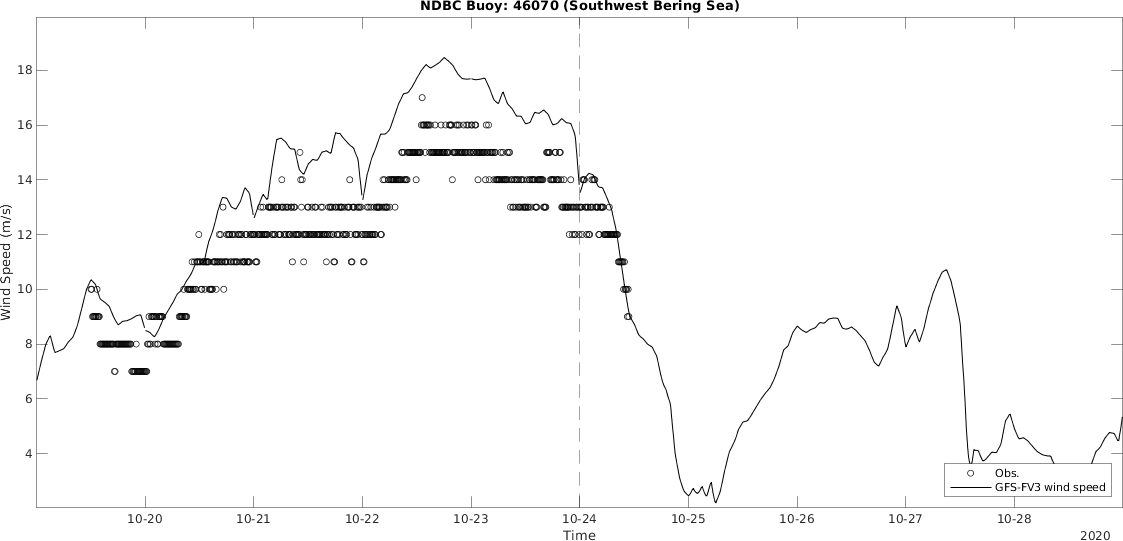 NDBC Buoy: 46070 (Southwest Bering Sea)
18
16
14
12
10
8
6
4
Wind Speed (m/s)
Obs.
GFS-FV3 wind speed
10-20 10-21 10-22 10-23 10-24 10-25 10-26 10-27 10-28
Time
2020